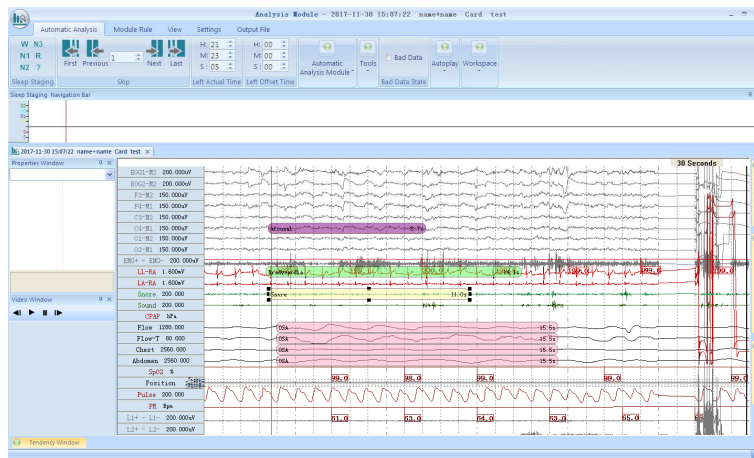 Analysis Module - 2017-11-30 15:07:22 name+name Card test
Automatic Analysis Module Rule View Settings Output File
W N3
N1 R
N2 ?
First Previous 1 Next Last
H: 21
M: 23
S: 05
H: 00
M: 00
S: 00
Automatic
Analysis Module
Tools
Bad Data
Autoplay
Workspace
Sleep Staging Skip Left Actual Time Left Offset Time Bad Data State
Sleep Staging Navigation Bar
2017-11-30 15:07:22 name+name Card test
Properties Window
30 Seconds
EOG1-M2 200.000uV
EOG2-M2 200.000uV
F3-M2 150.000uV
F4-M1 150.000uV
C3-M2 150.000uV
C4-M1 150.000uV
Arousal 9.7s
O1-M2 150.000uV
O2-M1 150.000uV
EMG+ - EMG- 200.000uV
LL-RA 1.600mV
LA-RA 1.600mV
Snore 200.000
Snore 11.0s
Sound 200.000
Video Window
CPAP hPa
Flow 1280.000
OSA 15.5s
Flow-T 80.000
OSA 15.5s
Chest 2560.000
OSA 15.5s
Abdomen 2560.000
OSA 15.5s
SpO2 %
99.0 98.0 99.0 99.0 99.0
Position
Pulse 200.000
PR Bpm
L1+ - L1- 200.000uV
61.0 63.0 64.0 63.0 65.0
L2+ - L2- 200.000uV
Tendency Window